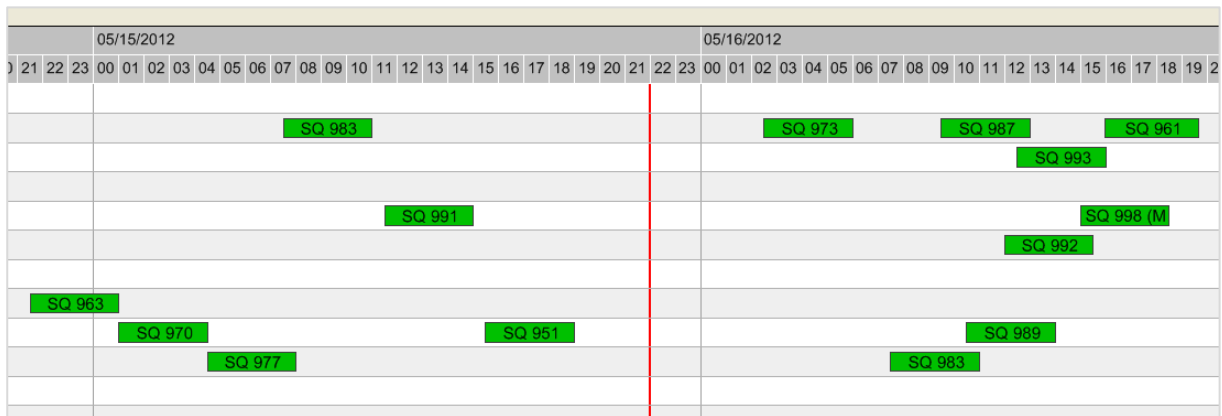 05/15/2012 05/16/2012
21 22 23 00 01 02 03 04 05 06 07 08 09 10 11 12 13 14 15 16 17 18 19 20 21 22 23 00 01 02 03 04 05 06 07 08 09 10 11 12 13 14 15 16 17 18 19 2
SQ 983 SQ 973 SQ 987 SQ 961
SQ 993
SQ 991 SQ 998 (M
SQ 992
SQ 963
SQ 970 SQ 951 SQ 989
SQ 977 SQ 983